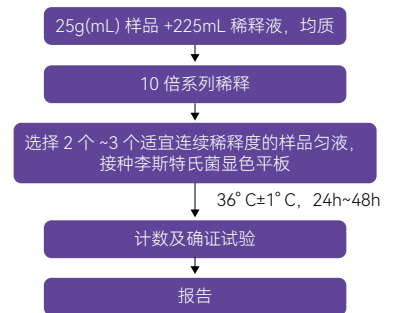 25g(mL) 样品 +225mL 稀释液，均质
10 倍系列稀释
选择 2 个 ~3 个适宜连续稀释度的样品匀液，
接种李斯特氏菌显色平板
36°C±1°C，24h~48h
计数及确证试验
报告